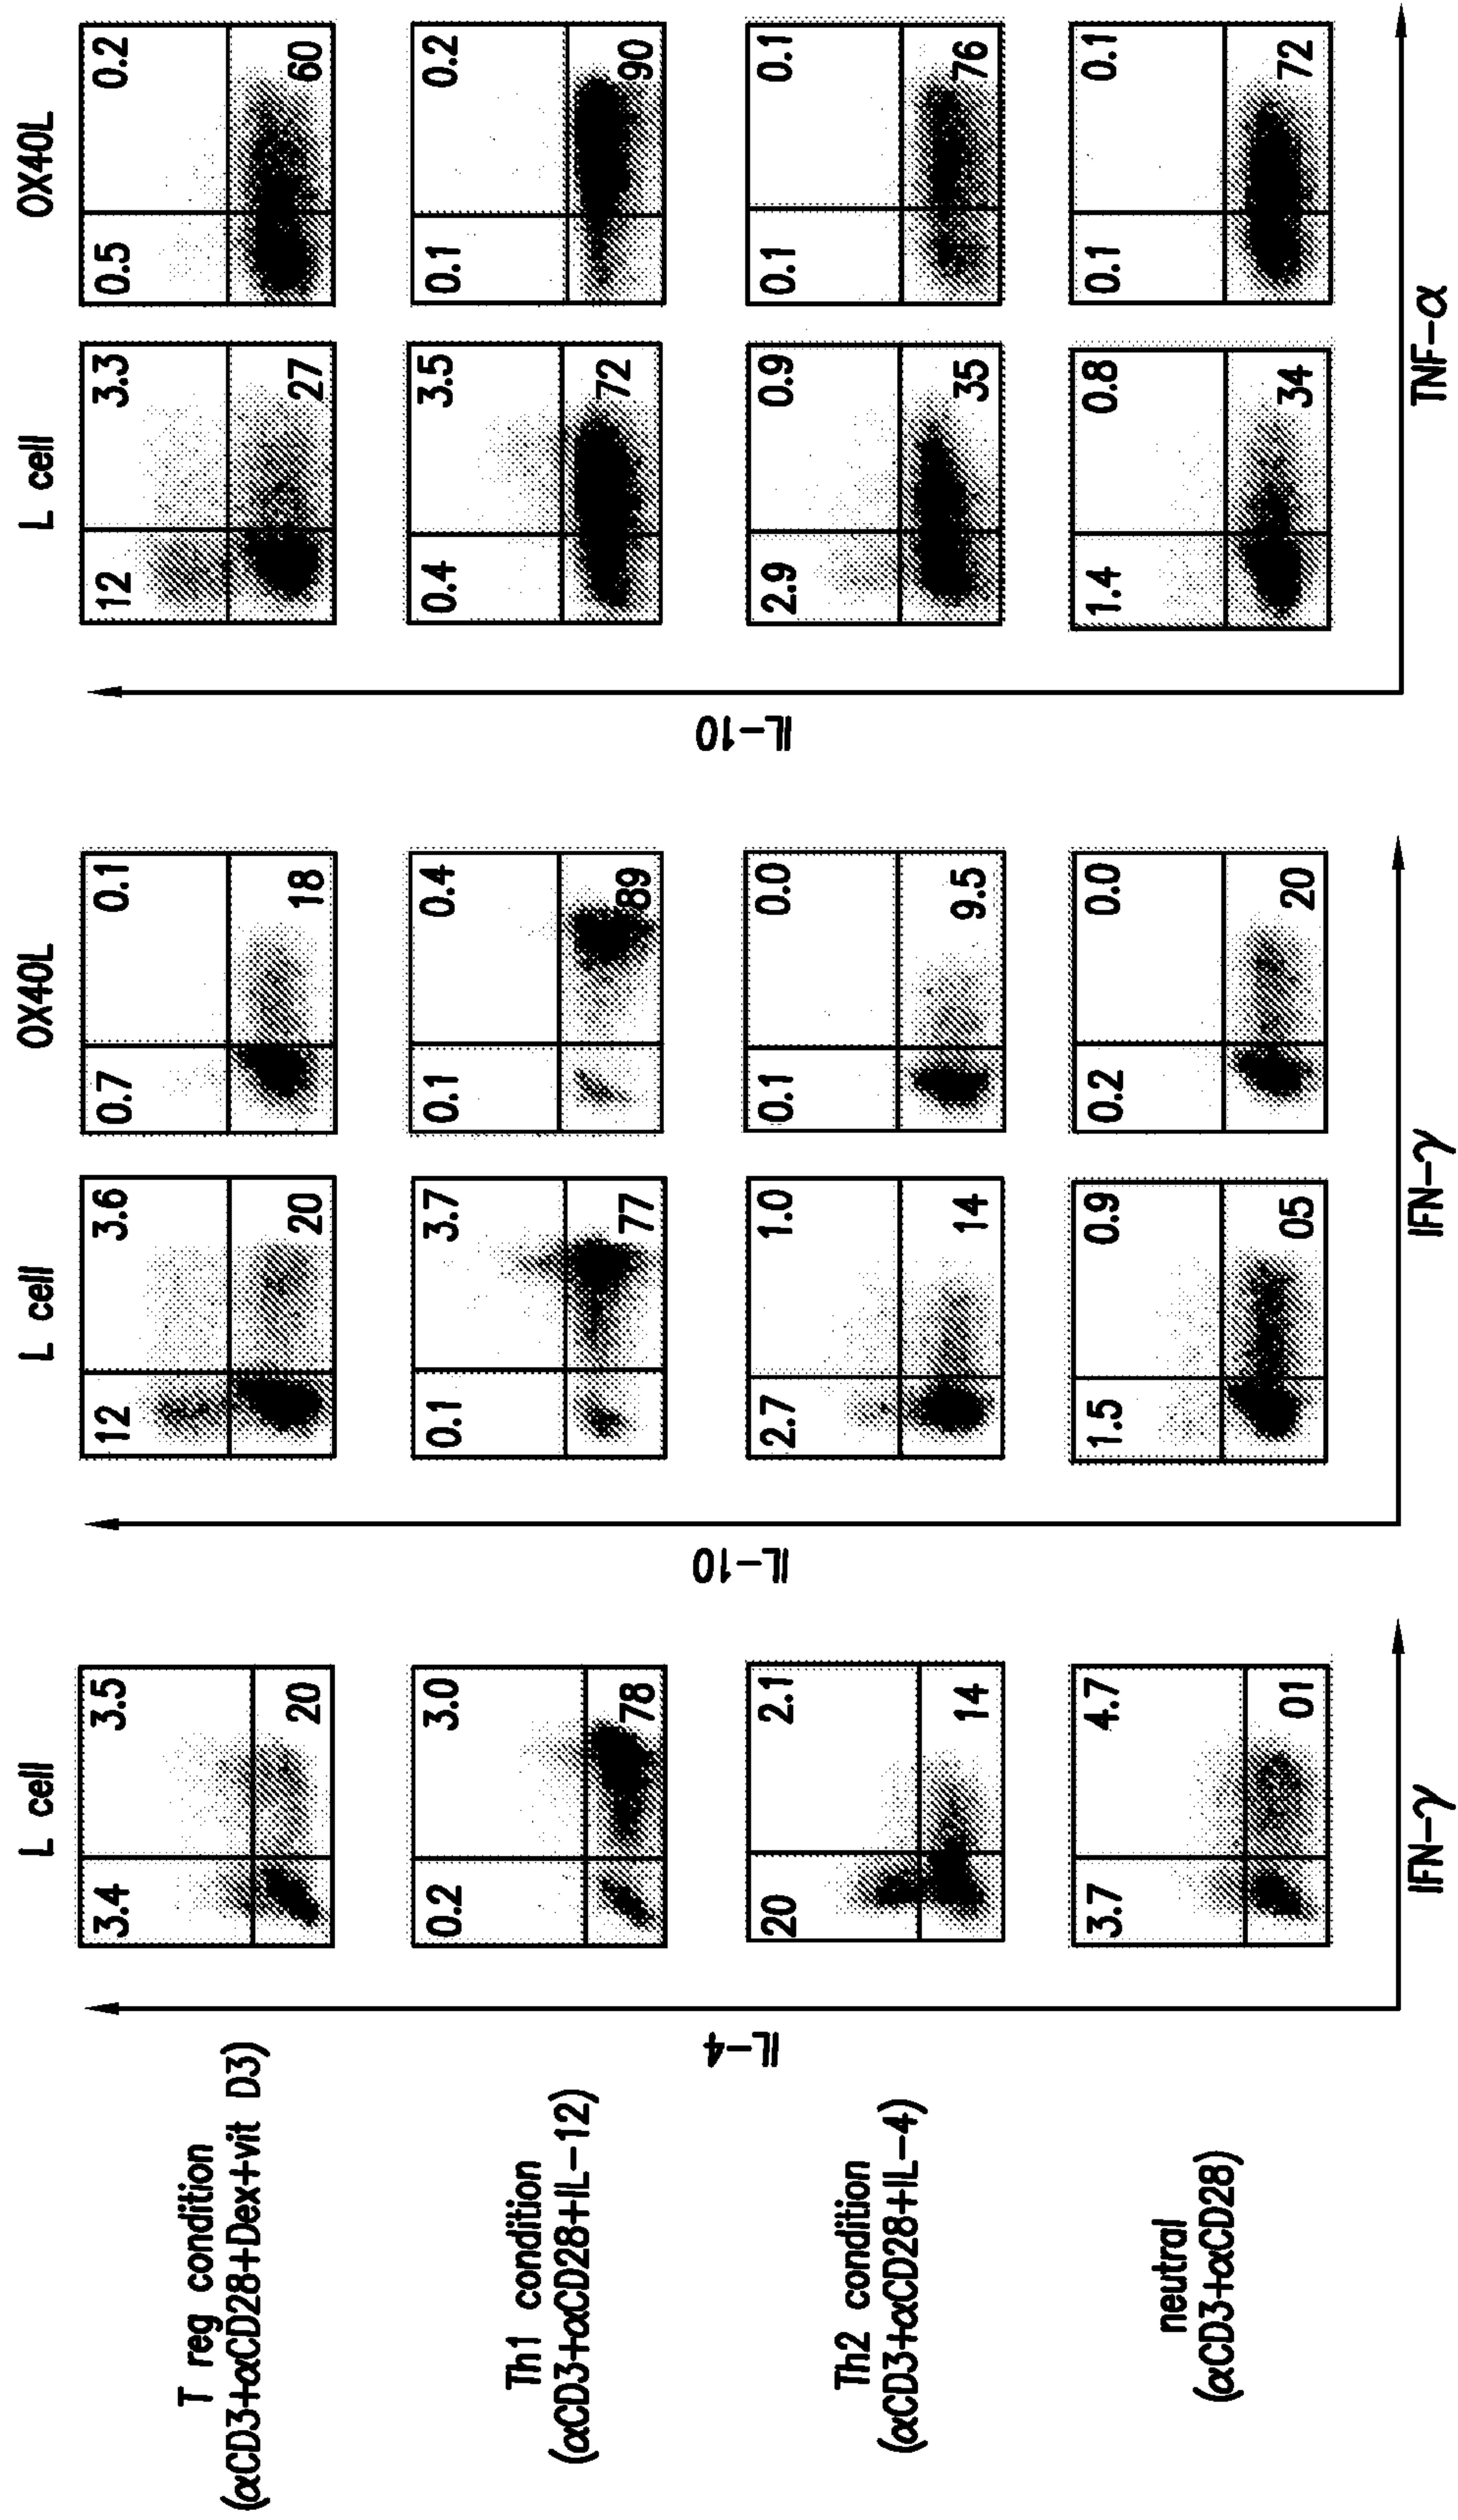 L cell L cell OX40L L cell OX40L
T reg condition
(αCD3+αCD28+Dex+vit D3)
3.4 3.5 12 3.6 0.7 0.1 12 3.3 0.5 0.2
20 20 18 27 60
Th1 condition
(αCD3+αCD28+IL-12)
0.2 3.0 0.1 3.7 0.1 0.4 0.4 3.5 0.1 0.2
78 77 89 72 90
IL-4
IL-10
IL-10
Th2 condition
(αCD3+αCD28+IL-4)
20 2.1 2.7 1.0 0.1 0.0 2.9 0.9 0.1 0.1
14 14 9.5 35 76
neutral
(αCD3+αCD28)
3.7 4.7 1.5 0.9 0.2 0.0 1.4 0.8 0.1 0.1
01 05 20 34 72
IFN-γ IFN-γ TNF-α